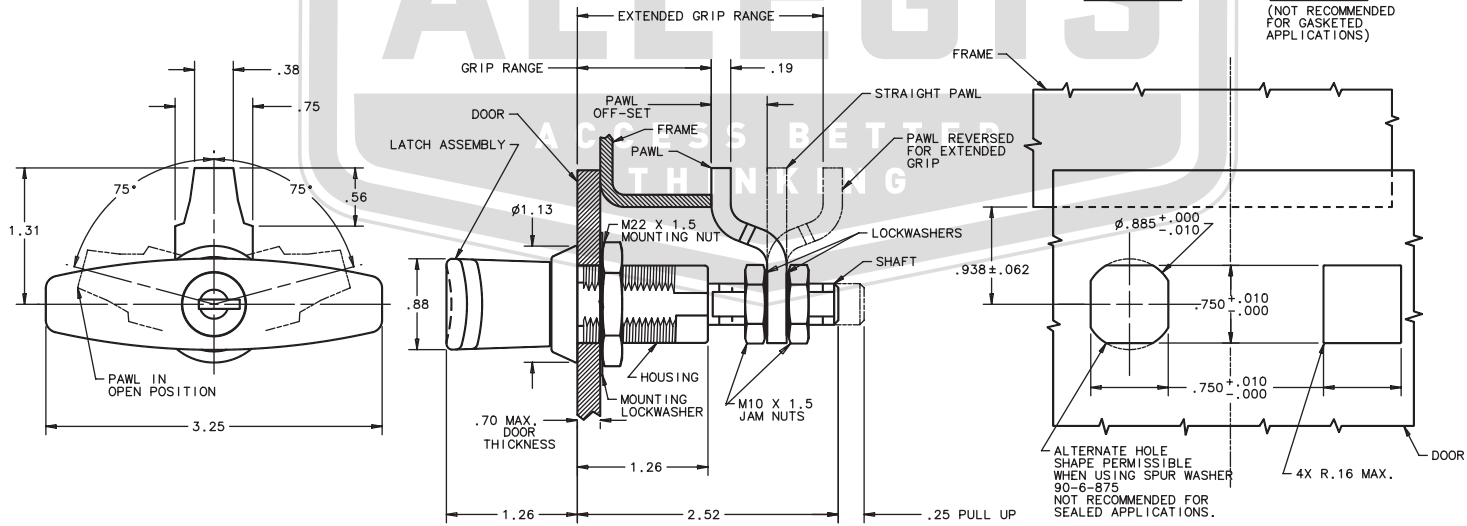 ALLEGIS
ACCESS BETTER
THINKING
EXTENDED GRIP RANGE
(NOT RECOMMENDED
FOR GASKETED
APPLICATIONS)
FRAME
.38
.75
GRIP RANGE
.19
PAWL
OFF-SET
STRAIGHT PAWL
DOOR
FRAME
PAWL
PAWL REVERSED
FOR EXTENDED
GRIP
LATCH ASSEMBLY
75°
75°
.56
1.31
Ø1.13
M22 X 1.5
MOUNTING NUT
LOCKWASHERS
SHAFT
Ø.885 +.000
-.010
.938±.062
.88
.750 +.010
-.000
PAWL IN
OPEN POSITION
HOUSING
MOUNTING
LOCKWASHER
M10 X 1.5
JAM NUTS
.750 +.010
-.000
3.25
.70 MAX.
DOOR
THICKNESS
1.26
ALTERNATE HOLE
SHAPE PERMISSIBLE
WHEN USING SPUR WASHER
90-6-875
NOT RECOMMENDED FOR
SEALED APPLICATIONS.
4X R.16 MAX.
DOOR
1.26
2.52
.25 PULL UP